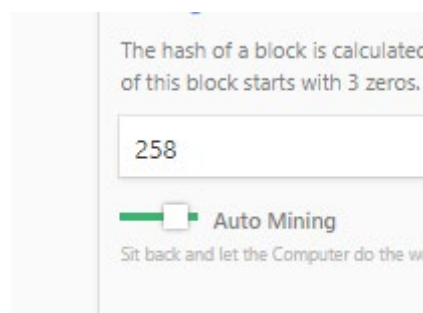 The hash of a block is calculated
of this block starts with 3 zeros.
258
Auto Mining
Sit back and let the Computer do the